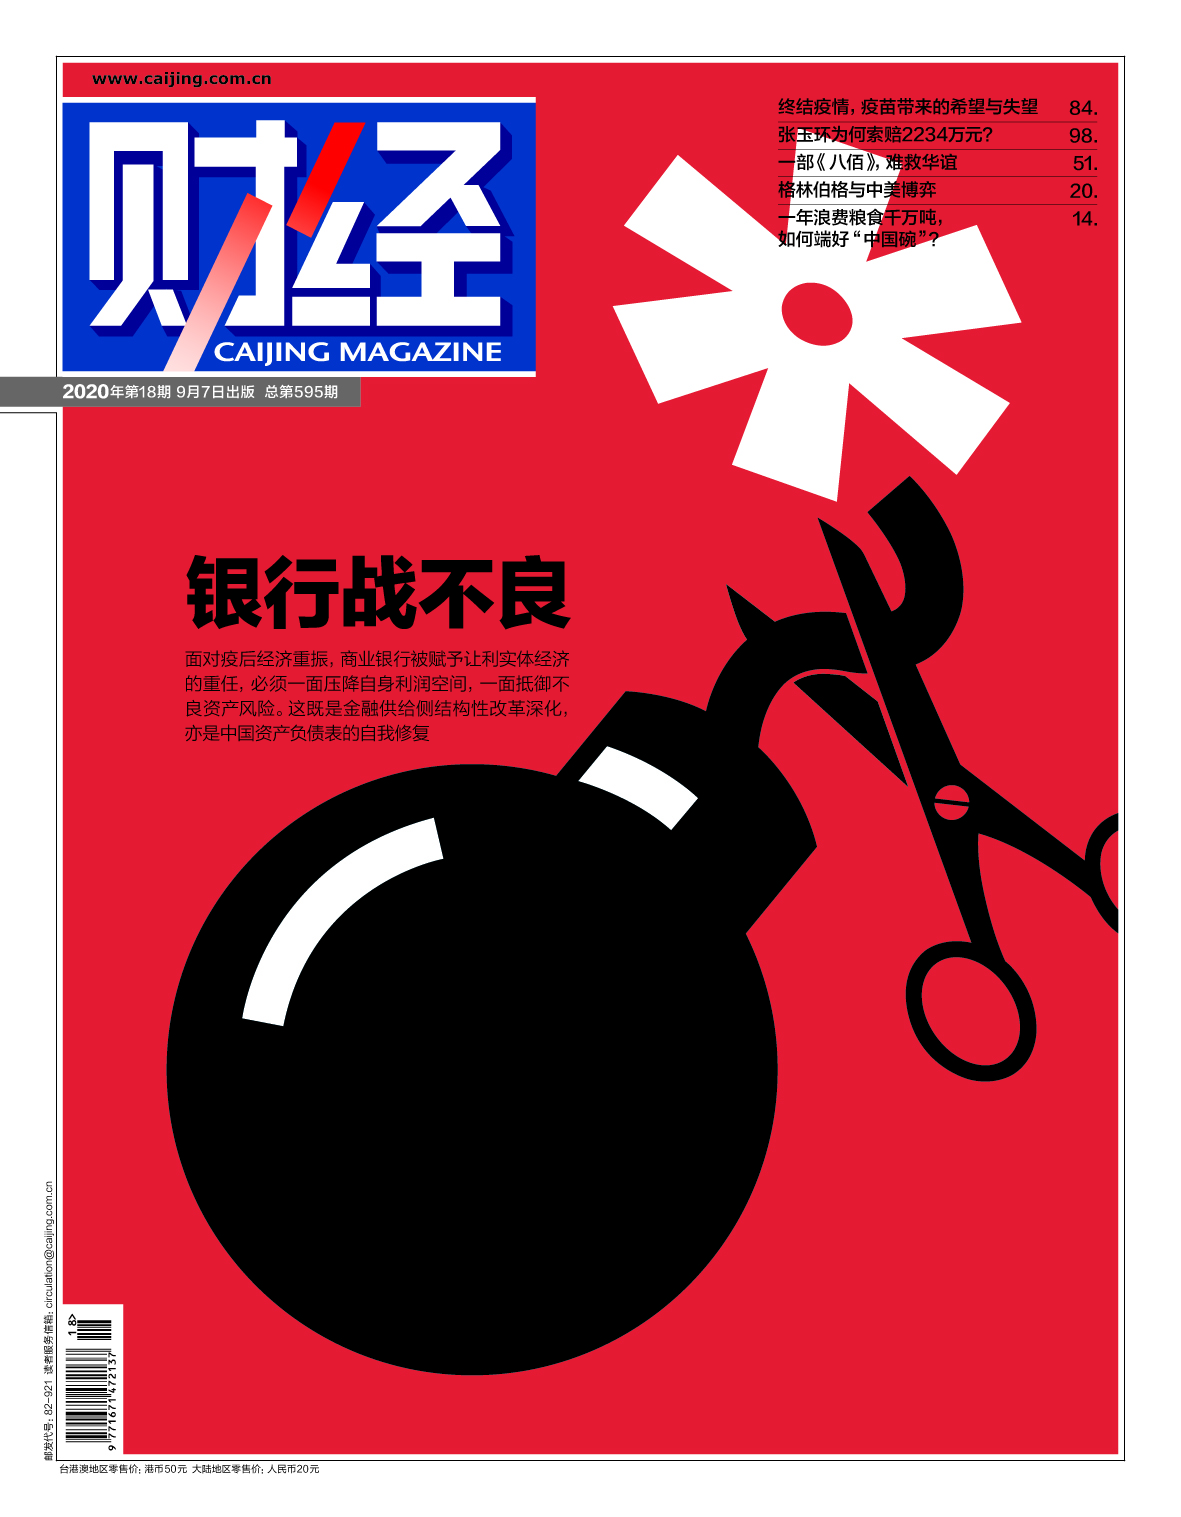 www.caijing.com.cn
财经
CAIJING MAGAZINE
2020年第18期 9月7日出版 总第595期
终结疫情，疫苗带来的希望与失望 84.
张玉环为何索赔2234万元？ 98.
一部《八佰》，难救华谊 51.
格林伯格与中美博弈 20.
一年浪费粮食千万吨， 14.
如何端好“中国碗”？
银行战不良
面对疫后经济重振，商业银行被赋予让利实体经济
的重任，必须一面压降自身利润空间，一面抵御不
良资产风险。这既是金融供给侧结构性改革深化，
亦是中国资产负债表的自我修复
邮发代号：82-921 读者服务信箱：circulation@caijing.com.cn
18>
9 771671 472137
台港澳地区零售价：港币50元 大陆地区零售价：人民币20元